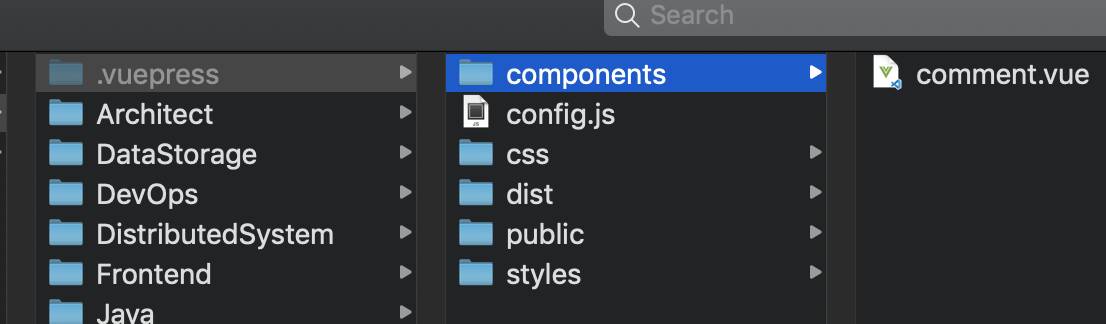 Search
.vuepress
Architect
DataStorage
DevOps
DistributedSystem
Frontend
Java
components
config.js
css
dist
public
styles
comment.vue